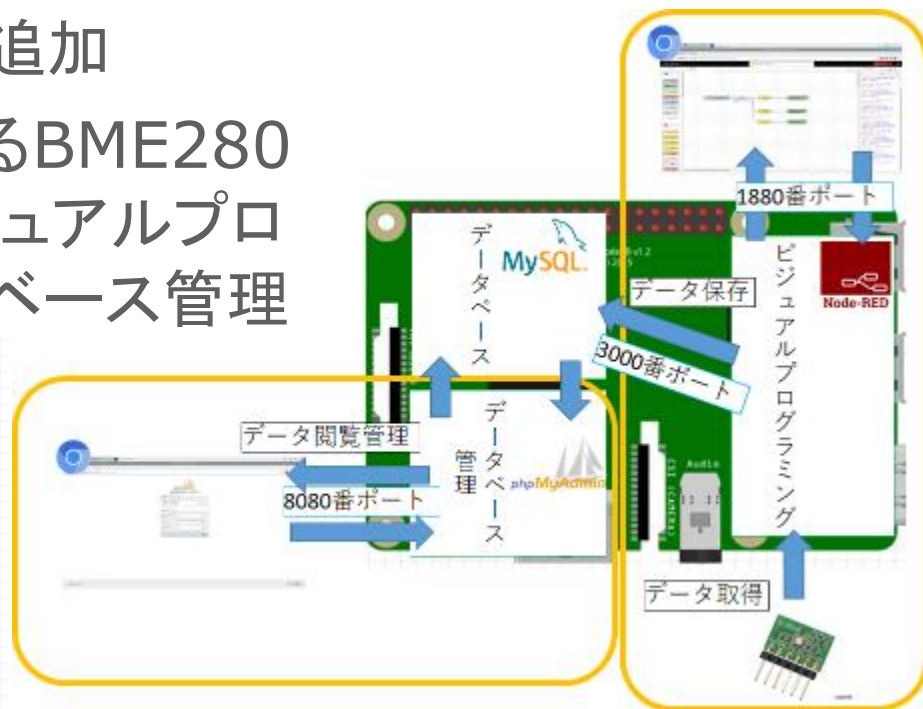 追加
るBME280
ュアルプロ
ベース管理
1880番ポート
データベース
MySQL
データ保存
ビジュアルプログラミング
Node-RED
3000番ポート
データ閲覧管理
データベース
管理
phpMyAdmin
8080番ポート
Audio
データ取得